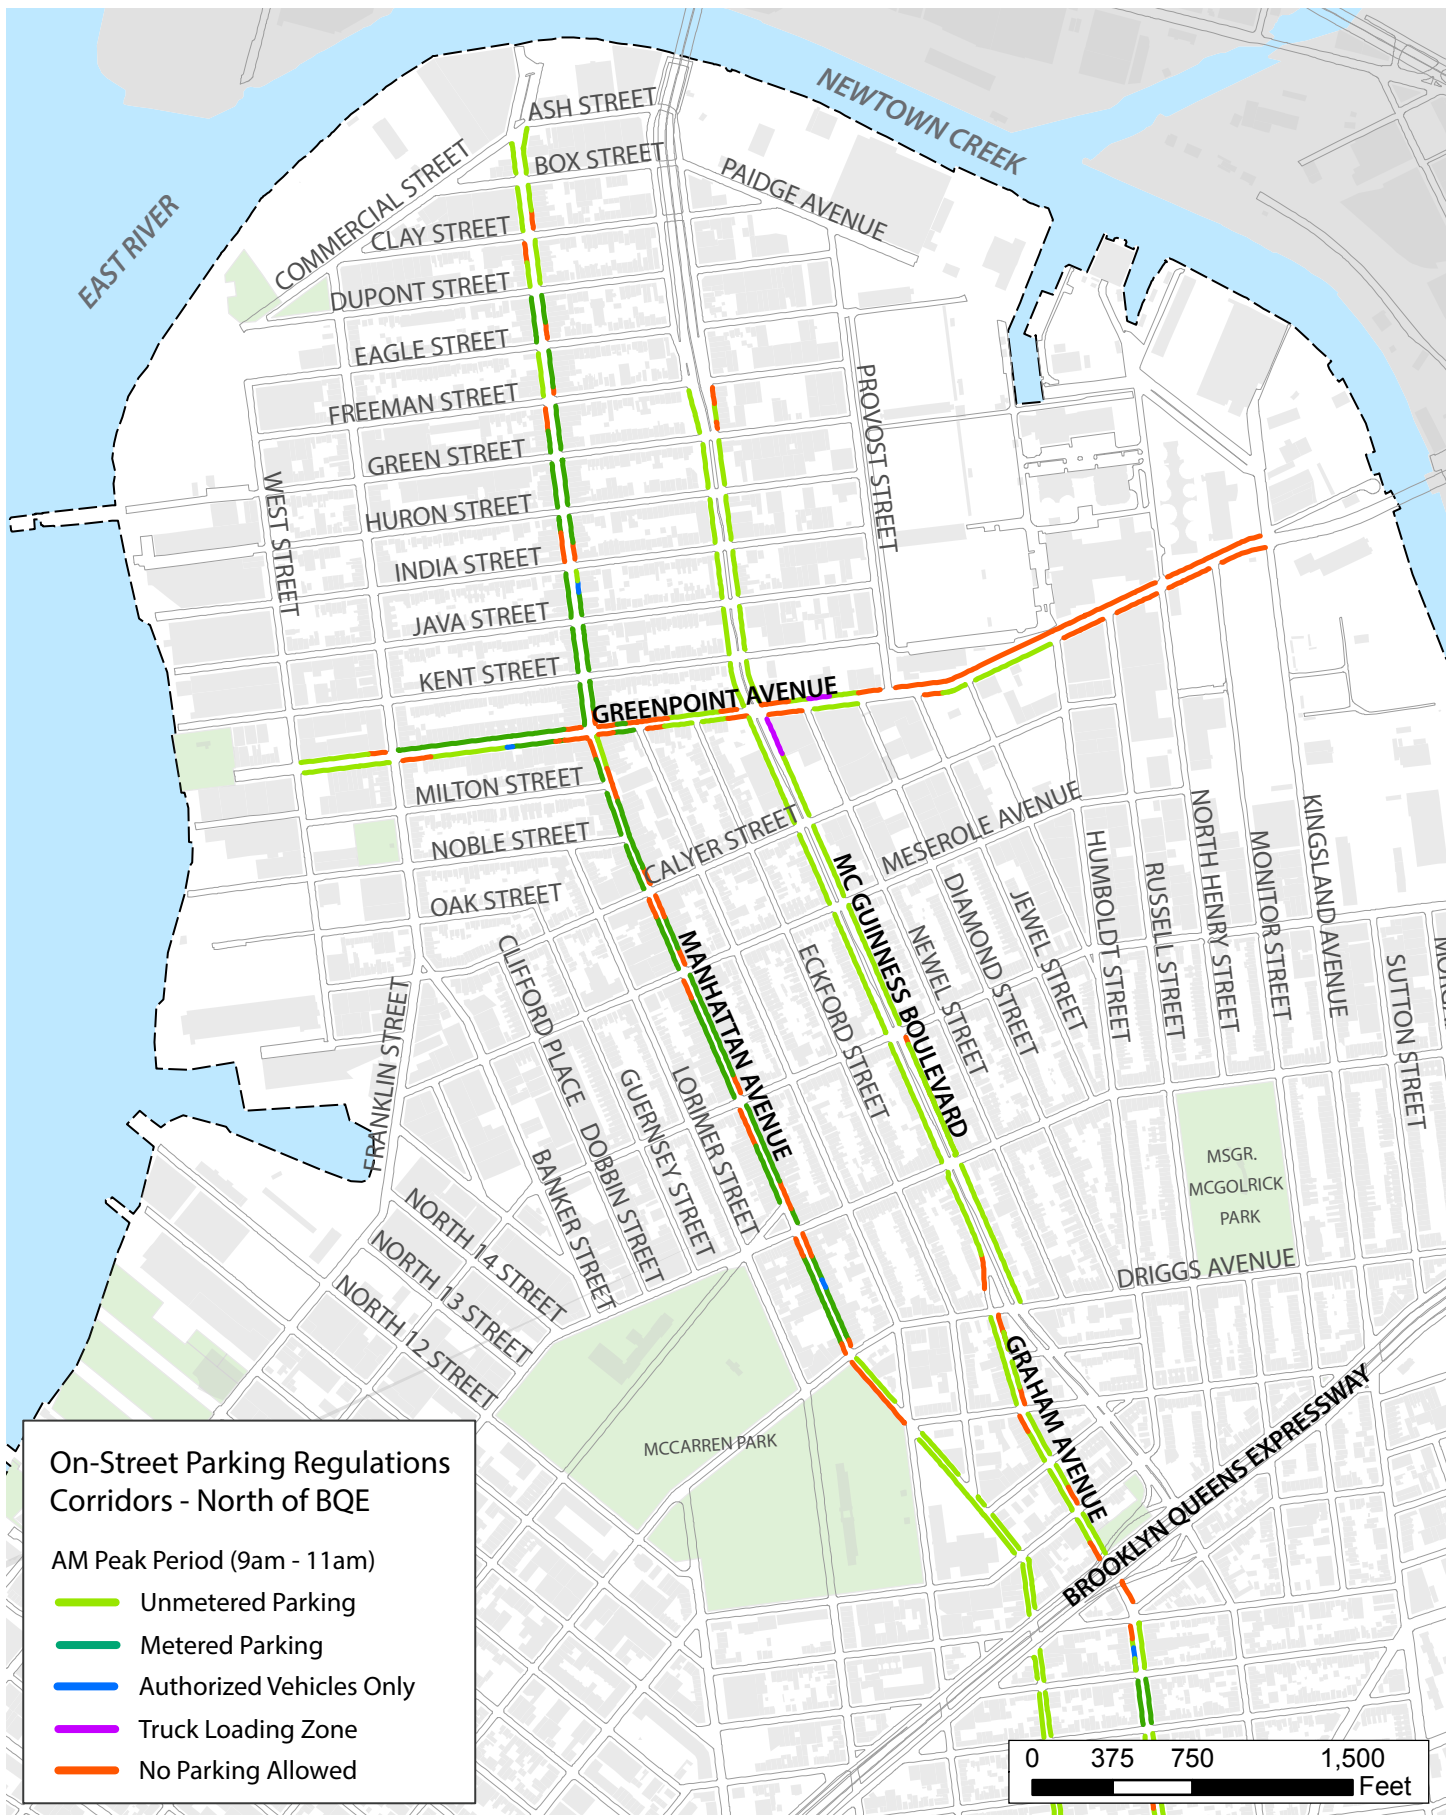 ASH STREET
NEWTOWN CREEK
BOX STREET
COMMERCIAL STREET
PAIDGE AVENUE
EAST RIVER
CLAY STREET
DUPONT STREET
EAGLE STREET
FREEMAN STREET
PROVOST STREET
GREEN STREET
WEST STREET
HURON STREET
INDIA STREET
JAVA STREET
KENT STREET
GREENPOINT AVENUE
MILTON STREET
NOBLE STREET
CALYER STREET
MESEROLE AVENUE
OAK STREET
MC GUINNESS BOULEVARD
MANHATTAN AVENUE
ECKFORD STREET
NEWEL STREET
DIAMOND STREET
JEWEL STREET
HUMBOLDT STREET
RUSSELL STREET
NORTH HENRY STREET
MONITOR STREET
KINGSLAND AVENUE
SUTTON STREET
CLIFFORD PLACE
FRANKLIN STREET
GUERNSEY STREET
LORIMER STREET
DOBBIN STREET
BANKER STREET
NORTH 14 STREET
NORTH 13 STREET
NORTH 12 STREET
MSGR.
MCGOLRICK
PARK
DRIGGS AVENUE
GRAHAM AVENUE
BROOKLYN QUEENS EXPRESSWAY
MCCARREN PARK
On-Street Parking Regulations
Corridors - North of BQE
AM Peak Period (9am - 11am)
Unmetered Parking
Metered Parking
Authorized Vehicles Only
Truck Loading Zone
No Parking Allowed
0 375 750 1,500
Feet